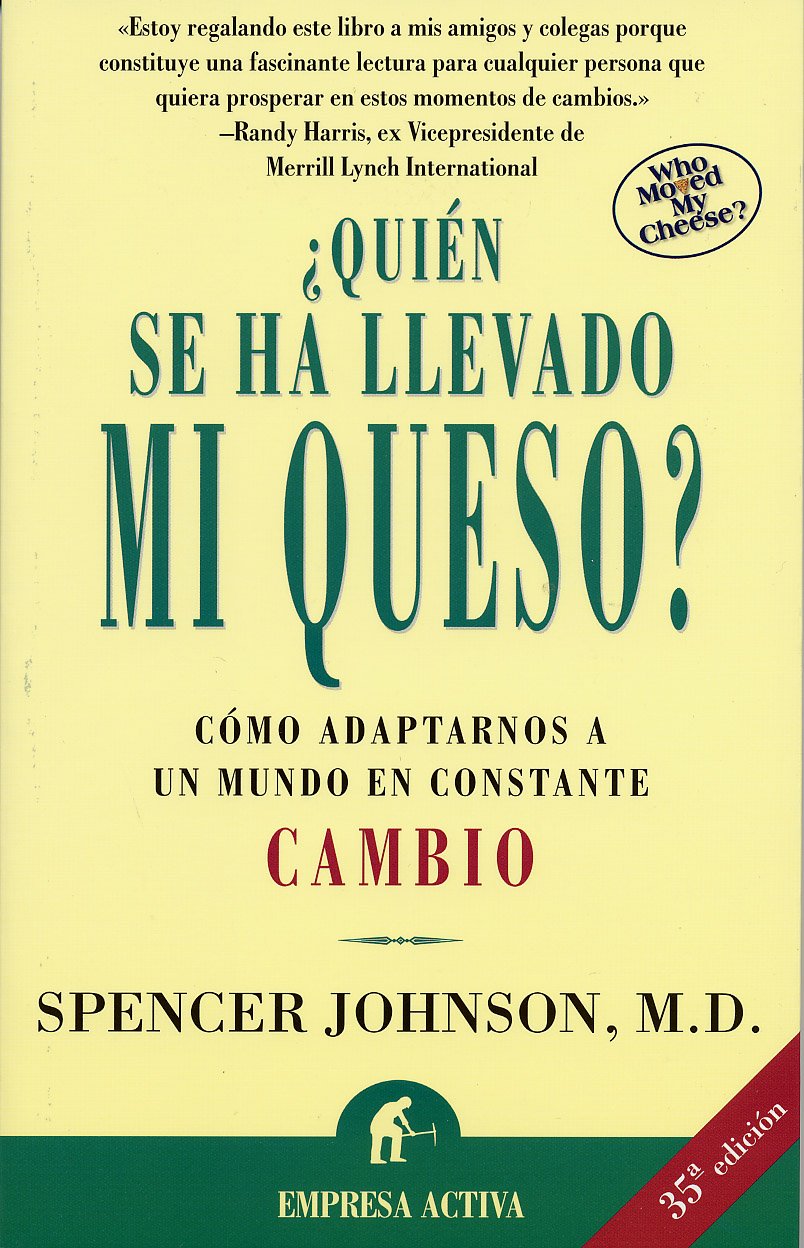 «Estoy regalando este libro a mis amigos y colegas porque
constituye una fascinante lectura para cualquier persona que
quiera prosperar en estos momentos de cambios.»
–Randy Harris, ex Vicepresidente de
Merrill Lynch International
Who
Moved
My
Cheese?
¿QUIÉN
SE HA LLEVADO
MI QUESO?
CÓMO ADAPTARNOS A
UN MUNDO EN CONSTANTE
CAMBIO
SPENCER JOHNSON, M.D.
35ª edición
EMPRESA ACTIVA